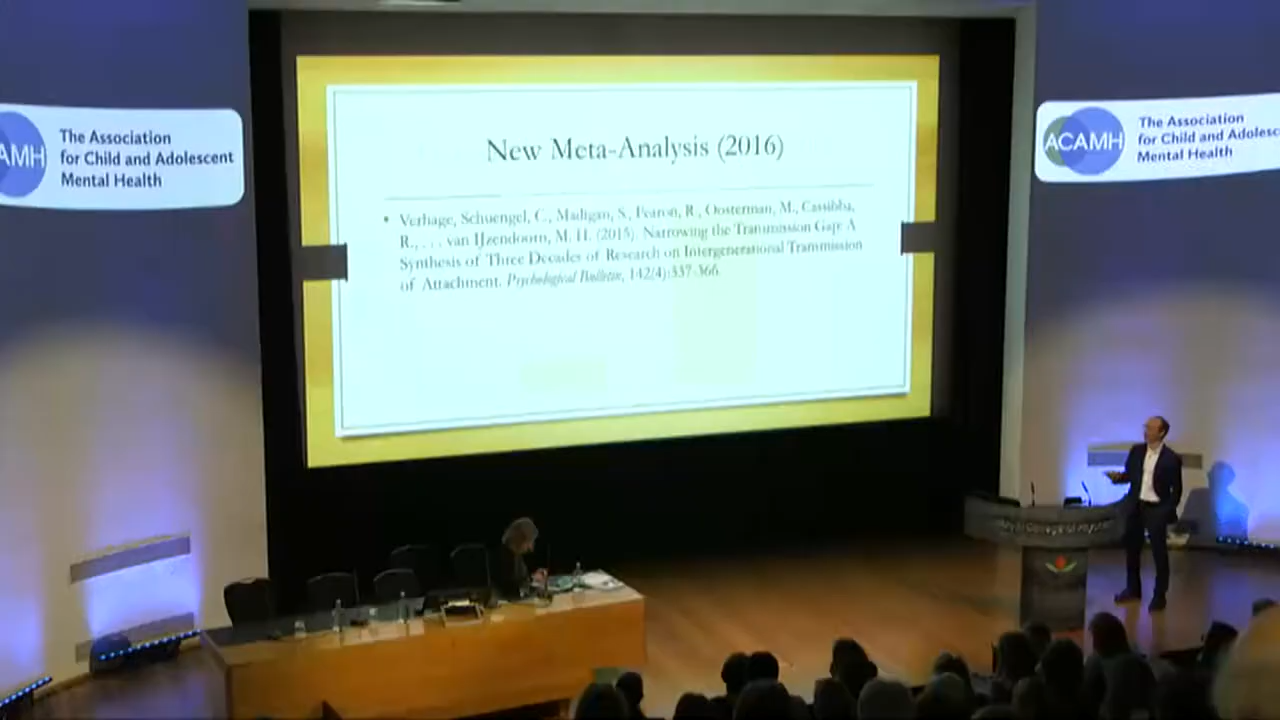 New Meta-Analysis (2016)
• Verhage, Schuengel, C., Madigan, S., Fearon, R., Oosterman, M., Cassibba,
R., . . . van IJzendoorn, M. H. (2015). Narrowing the Transmission Gap: A
Synthesis of Three Decades of Research on Intergenerational Transmission
of Attachment. Psychological Bulletin, 142(4):337-366.
AMH
The Association
for Child and Adolescent
Mental Health
ACAMH
The Association
for Child and Adolesc
Mental Health